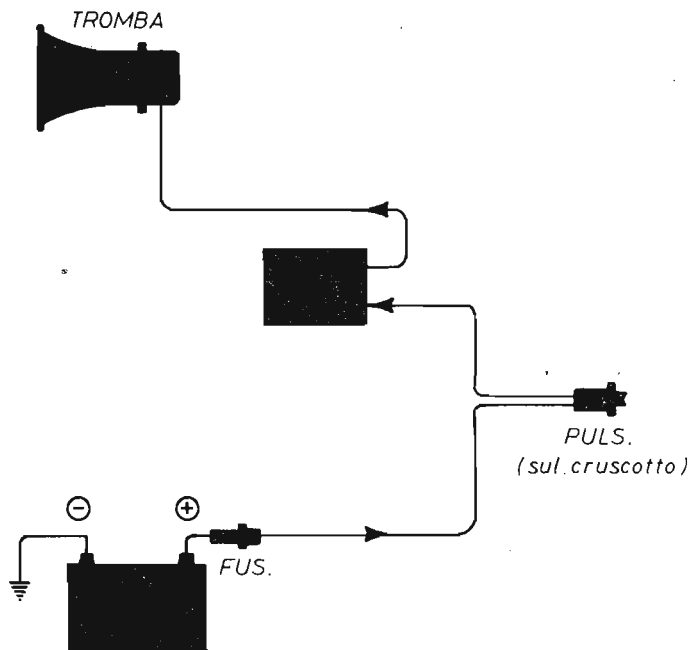 TROMBA
PULS.
(sul cruscotto)
⊖ ⊕
FUS.